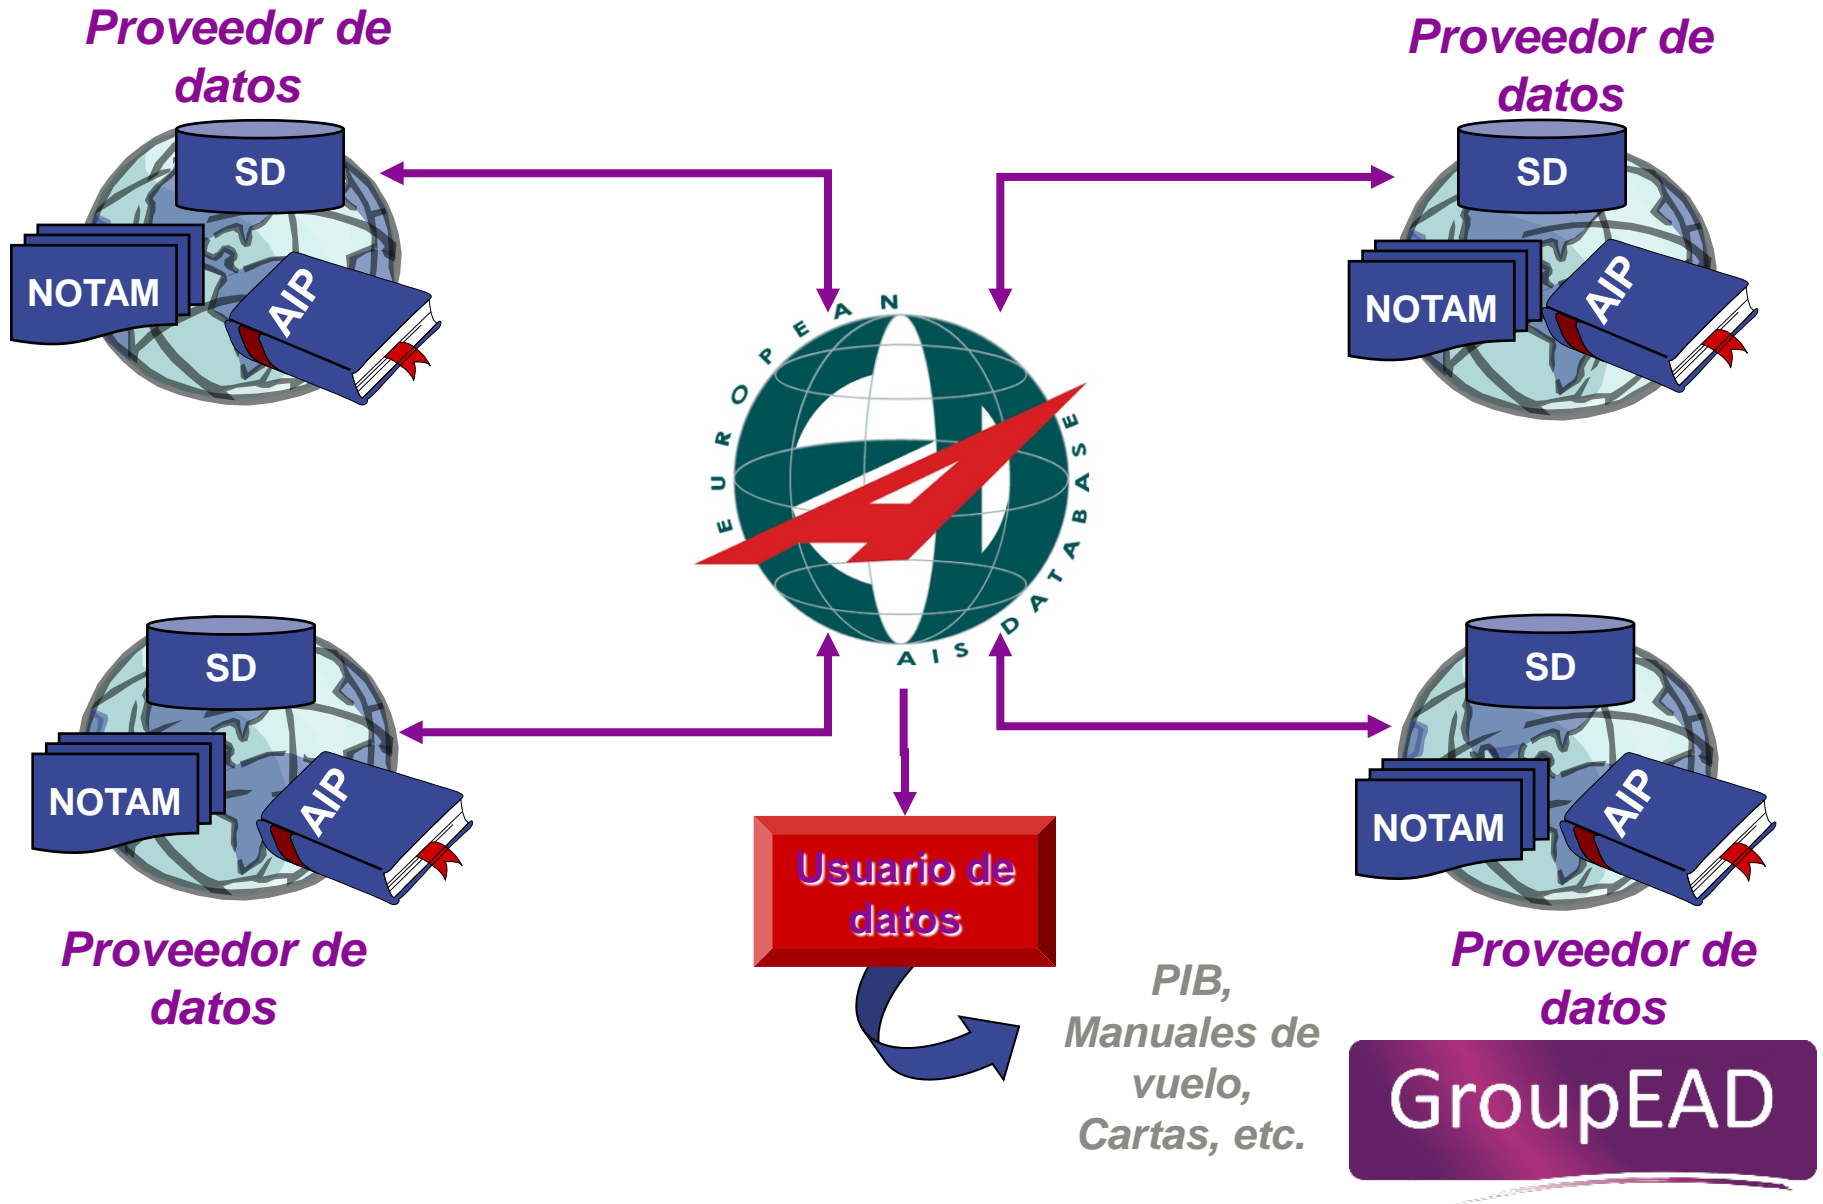 Proveedor de
datos
SD
NOTAM
AIP
Proveedor de
datos
SD
NOTAM
AIP
EUROPEAN
AIS DATABASE
SD
NOTAM
AIP
Proveedor de
datos
SD
NOTAM
AIP
Proveedor de
datos
Usuario de
datos
PIB,
Manuales de
vuelo,
Cartas, etc.
GroupEAD